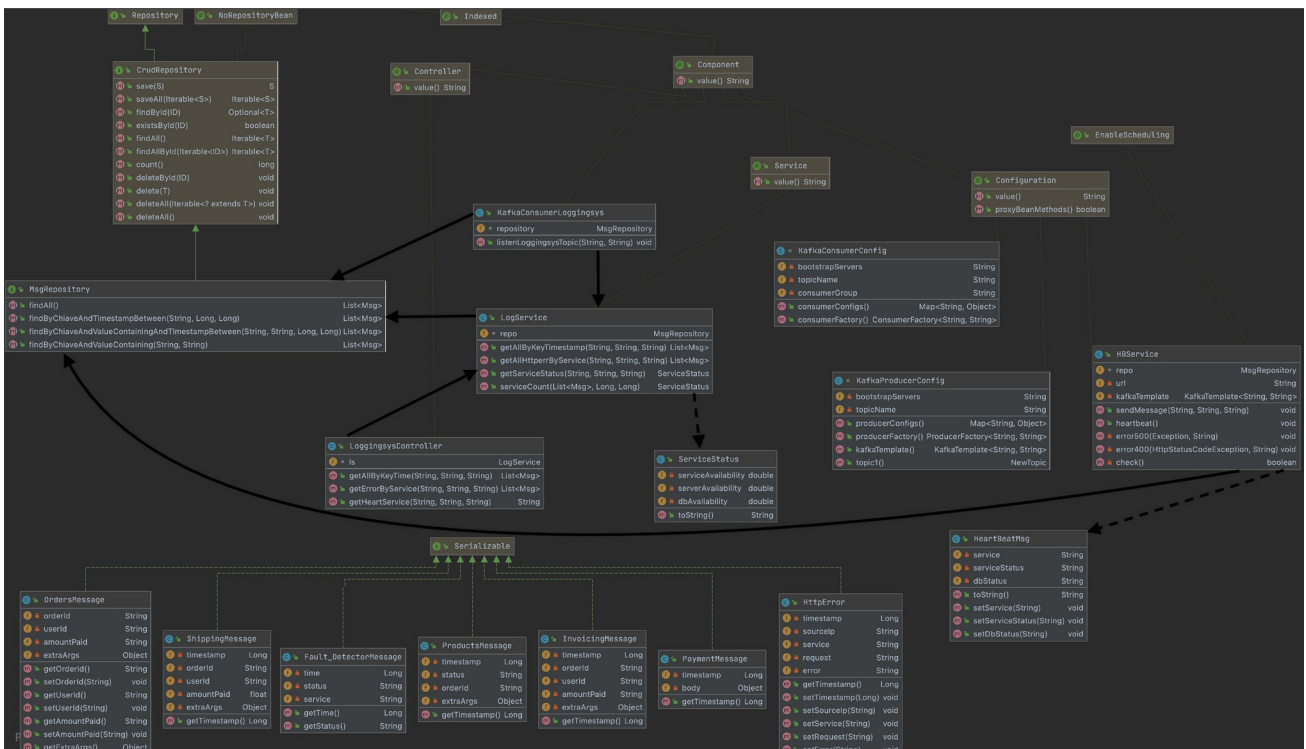 Repository
NoRepositoryBean
Indexed
CrudRepository
save(S) S
saveAll(Iterable<S>) Iterable<S>
findById(ID) Optional<T>
existsById(ID) boolean
findAll() Iterable<T>
findAllById(Iterable<ID>) Iterable<T>
count() long
deleteById(ID) void
delete(T) void
deleteAll(Iterable<? extends T>) void
deleteAll() void
Controller
value() String
Component
value() String
EnableScheduling
Service
value() String
Configuration
value() String
proxyBeanMethods() boolean
KafkaConsumerLoggingsys
repository MsgRepository
listenLoggingsysTopic(String, String) void
KafkaConsumerConfig
bootstrapServers String
topicName String
consumerGroup String
consumerConfigs() Map<String, Object>
consumerFactory() ConsumerFactory<String, String>
MsgRepository
findAll() List<Msg>
findByChiaveAndTimestampBetween(String, Long, Long) List<Msg>
findByChiaveAndValueContainingAndTimestampBetween(String, String, Long, Long) List<Msg>
findByChiaveAndValueContaining(String, String) List<Msg>
LogService
repo MsgRepository
getAllByKeyTimestamp(String, String, String) List<Msg>
getAllHttperrByService(String, String, String) List<Msg>
getServiceStatus(String, String, String) ServiceStatus
serviceCount(List<Msg>, Long, Long) ServiceStatus
HBService
repo MsgRepository
url String
kafkaTemplate KafkaTemplate<String, String>
sendMessage(String, String, String) void
heartbeat() void
error500(Exception, String) void
error400(HttpStatusCodeException, String) void
check() boolean
KafkaProducerConfig
bootstrapServers String
topicName String
producerConfigs() Map<String, Object>
producerFactory() ProducerFactory<String, String>
kafkaTemplate() KafkaTemplate<String, String>
topic1() NewTopic
LoggingsysController
ls LogService
getAllByKeyTime(String, String, String) List<Msg>
getErrorByService(String, String, String) List<Msg>
getHeartService(String, String, String) String
ServiceStatus
serviceAvailability double
serverAvailability double
dbAvailability double
toString() String
HeartBeatMsg
service String
serviceStatus String
dbStatus String
toString() String
setService(String) void
setServiceStatus(String) void
setDbStatus(String) void
Serializable
OrdersMessage
orderId String
userId String
amountPaid String
extraArgs Object
getOrderId() String
setOrderId(String) void
getUserId() String
setUserId(String) void
getAmountPaid() String
setAmountPaid(String) void
getExtraArgs() Object
ShippingMessage
timestamp Long
orderId String
userId String
amountPaid float
extraArgs Object
getTimestamp() Long
Fault_DetectorMessage
time Long
status String
service String
getTime() Long
getStatus() String
ProductsMessage
timestamp Long
status String
orderId String
extraArgs Object
getTimestamp() Long
InvoicingMessage
timestamp Long
orderId String
userId String
amountPaid String
extraArgs Object
getTimestamp() Long
PaymentMessage
timestamp Long
body Object
getTimestamp() Long
HttpError
timestamp Long
sourceIp String
service String
request String
error String
getTimestamp() Long
setTimestamp(Long) void
setSourceip(String) void
setService(String) void
setRequest(String) void